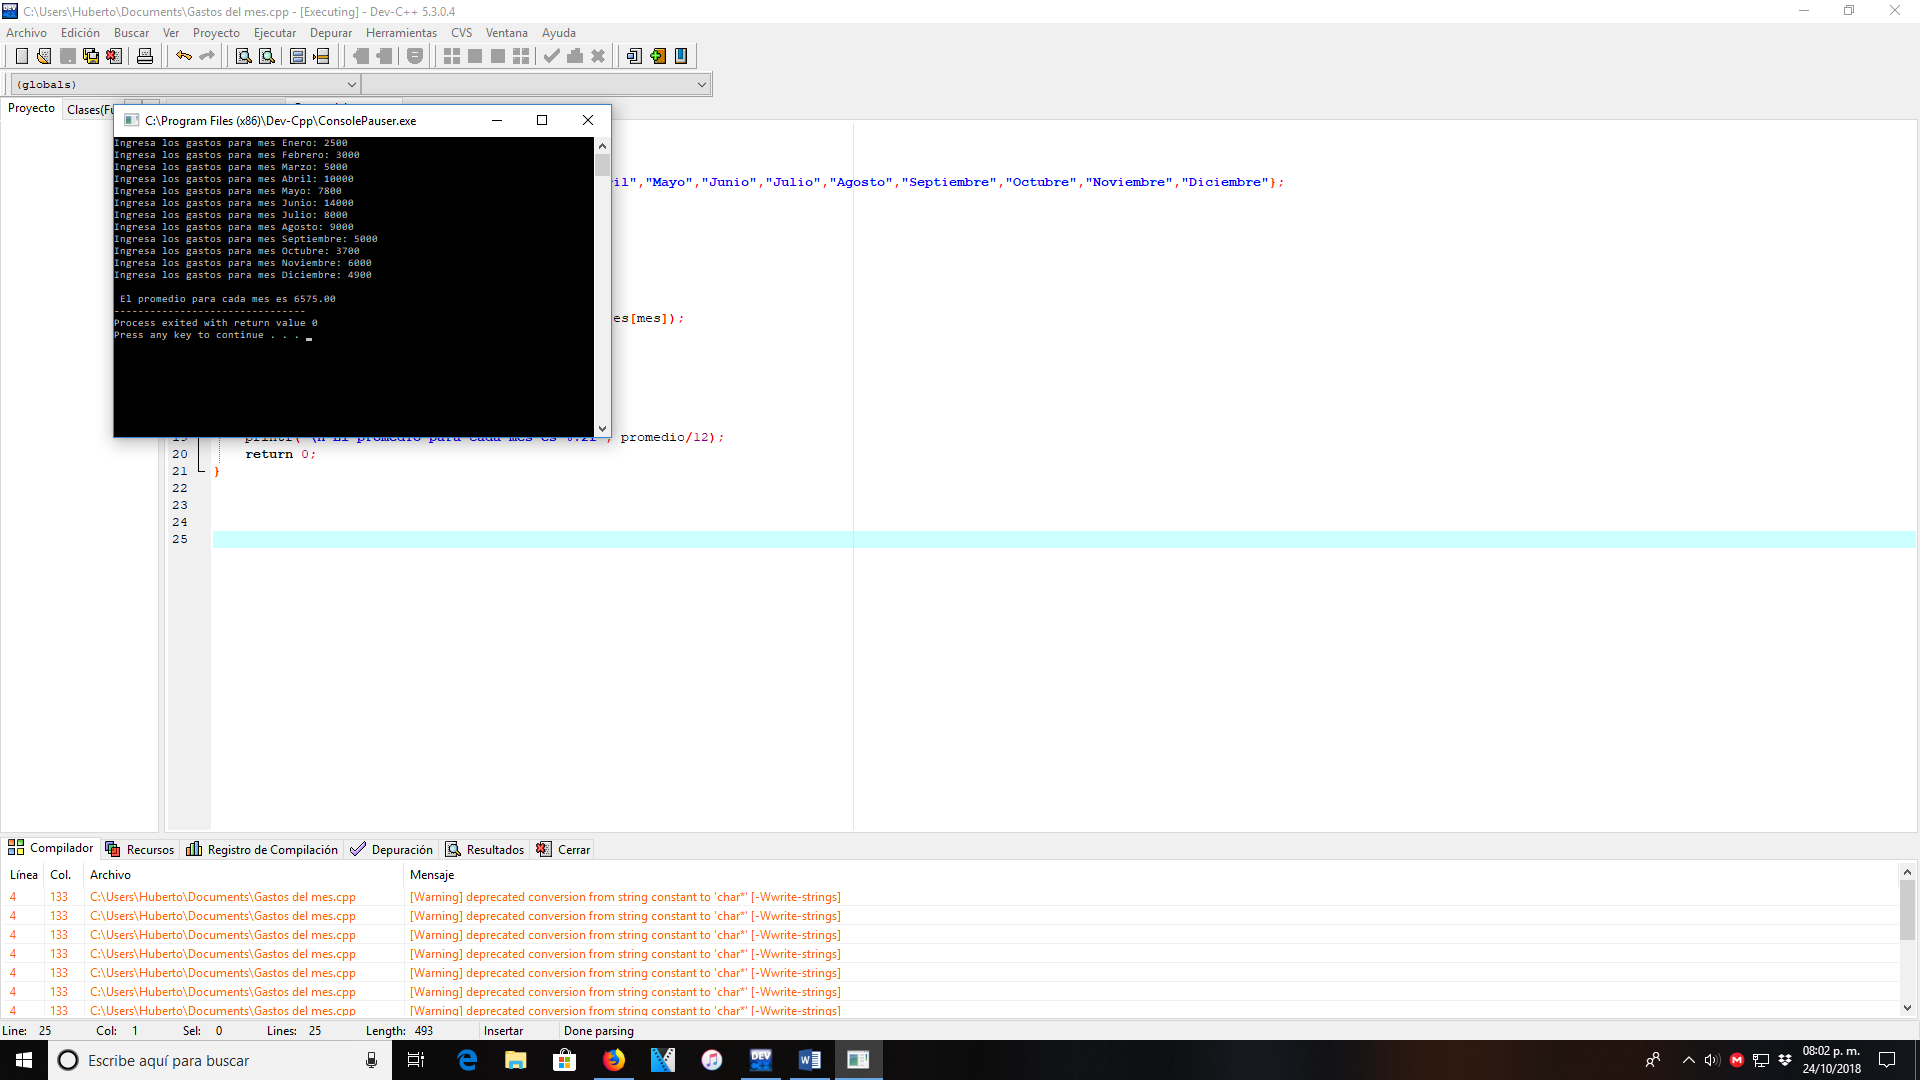 C:\Users\Huberto\Documents\Gastos del mes.cpp - [Executing] - Dev-C++ 5.3.0.4
Archivo Edición Buscar Ver Proyecto Ejecutar Depurar Herramientas CVS Ventana Ayuda
(globals)
Proyecto Clases(Fu
C:\Program Files (x86)\Dev-Cpp\ConsolePauser.exe
Ingresa los gastos para mes Enero: 2500
Ingresa los gastos para mes Febrero: 3000
Ingresa los gastos para mes Marzo: 5000
Ingresa los gastos para mes Abril: 10000
Ingresa los gastos para mes Mayo: 7800
Ingresa los gastos para mes Junio: 14000
Ingresa los gastos para mes Julio: 8000
Ingresa los gastos para mes Agosto: 9000
Ingresa los gastos para mes Septiembre: 5000
Ingresa los gastos para mes Octubre: 3700
Ingresa los gastos para mes Noviembre: 6000
Ingresa los gastos para mes Diciembre: 4900
El promedio para cada mes es 6575.00
--------------------------------
Process exited with return value 0
Press any key to continue . . .
il","Mayo","Junio","Julio","Agosto","Septiembre","Octubre","Noviembre","Diciembre"};
es[mes]);
promedio/12);
20 return 0;
21 }
22
23
24
25
Compilador Recursos Registro de Compilación Depuración Resultados Cerrar
Línea Col. Archivo Mensaje
4 133 C:\Users\Huberto\Documents\Gastos del mes.cpp [Warning] deprecated conversion from string constant to 'char*' [-Wwrite-strings]
4 133 C:\Users\Huberto\Documents\Gastos del mes.cpp [Warning] deprecated conversion from string constant to 'char*' [-Wwrite-strings]
4 133 C:\Users\Huberto\Documents\Gastos del mes.cpp [Warning] deprecated conversion from string constant to 'char*' [-Wwrite-strings]
4 133 C:\Users\Huberto\Documents\Gastos del mes.cpp [Warning] deprecated conversion from string constant to 'char*' [-Wwrite-strings]
4 133 C:\Users\Huberto\Documents\Gastos del mes.cpp [Warning] deprecated conversion from string constant to 'char*' [-Wwrite-strings]
4 133 C:\Users\Huberto\Documents\Gastos del mes.cpp [Warning] deprecated conversion from string constant to 'char*' [-Wwrite-strings]
4 133 C:\Users\Huberto\Documents\Gastos del mes.cpp [Warning] deprecated conversion from string constant to 'char*' [-Wwrite-strings]
Line: 25 Col: 1 Sel: 0 Lines: 25 Length: 493 Insertar Done parsing
Escribe aquí para buscar
08:02 p. m.
24/10/2018